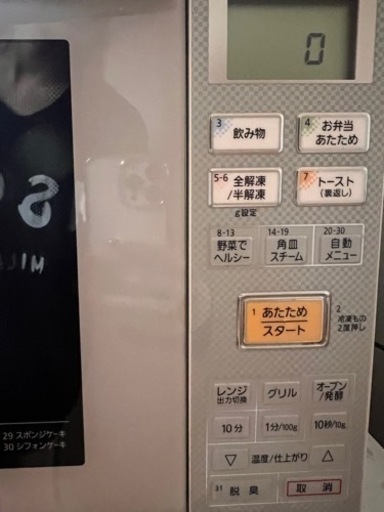 0
3
飲み物
4
お弁当
あたため
5-6
全解凍
/半解凍
g設定
7
トースト
(裏返し)
8-13
野菜で
ヘルシー
14-19
角皿
スチーム
20-30
自動
メニュー
1 あたため
スタート
2
冷凍もの
2度押し
レンジ
出力切換
グリル
オーブン
/発酵
10分
1分/100g
10秒/10g
▽ 温度/仕上がり △
31 脱臭
取消
29 スポンジケーキ
30 シフォンケーキ